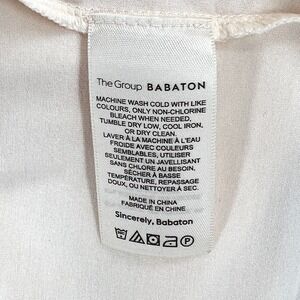 The Group BABATON
MACHINE WASH COLD WITH LIKE
COLOURS, ONLY NON-CHLORINE
BLEACH WHEN NEEDED,
TUMBLE DRY LOW, COOL IRON,
OR DRY CLEAN.
LAVER À LA MACHINE À L'EAU
FROIDE AVEC COULEURS
SEMBLABLES, UTILISER
SEULEMENT UN JAVELLISANT
SANS CHLORE AU BESOIN,
SÉCHER À BASSE
TEMPÉRATURE, REPASSAGE
DOUX, OU NETTOYER À SEC.
MADE IN CHINA
FABRIQUÉ EN CHINE
Sincerely, Babaton
P